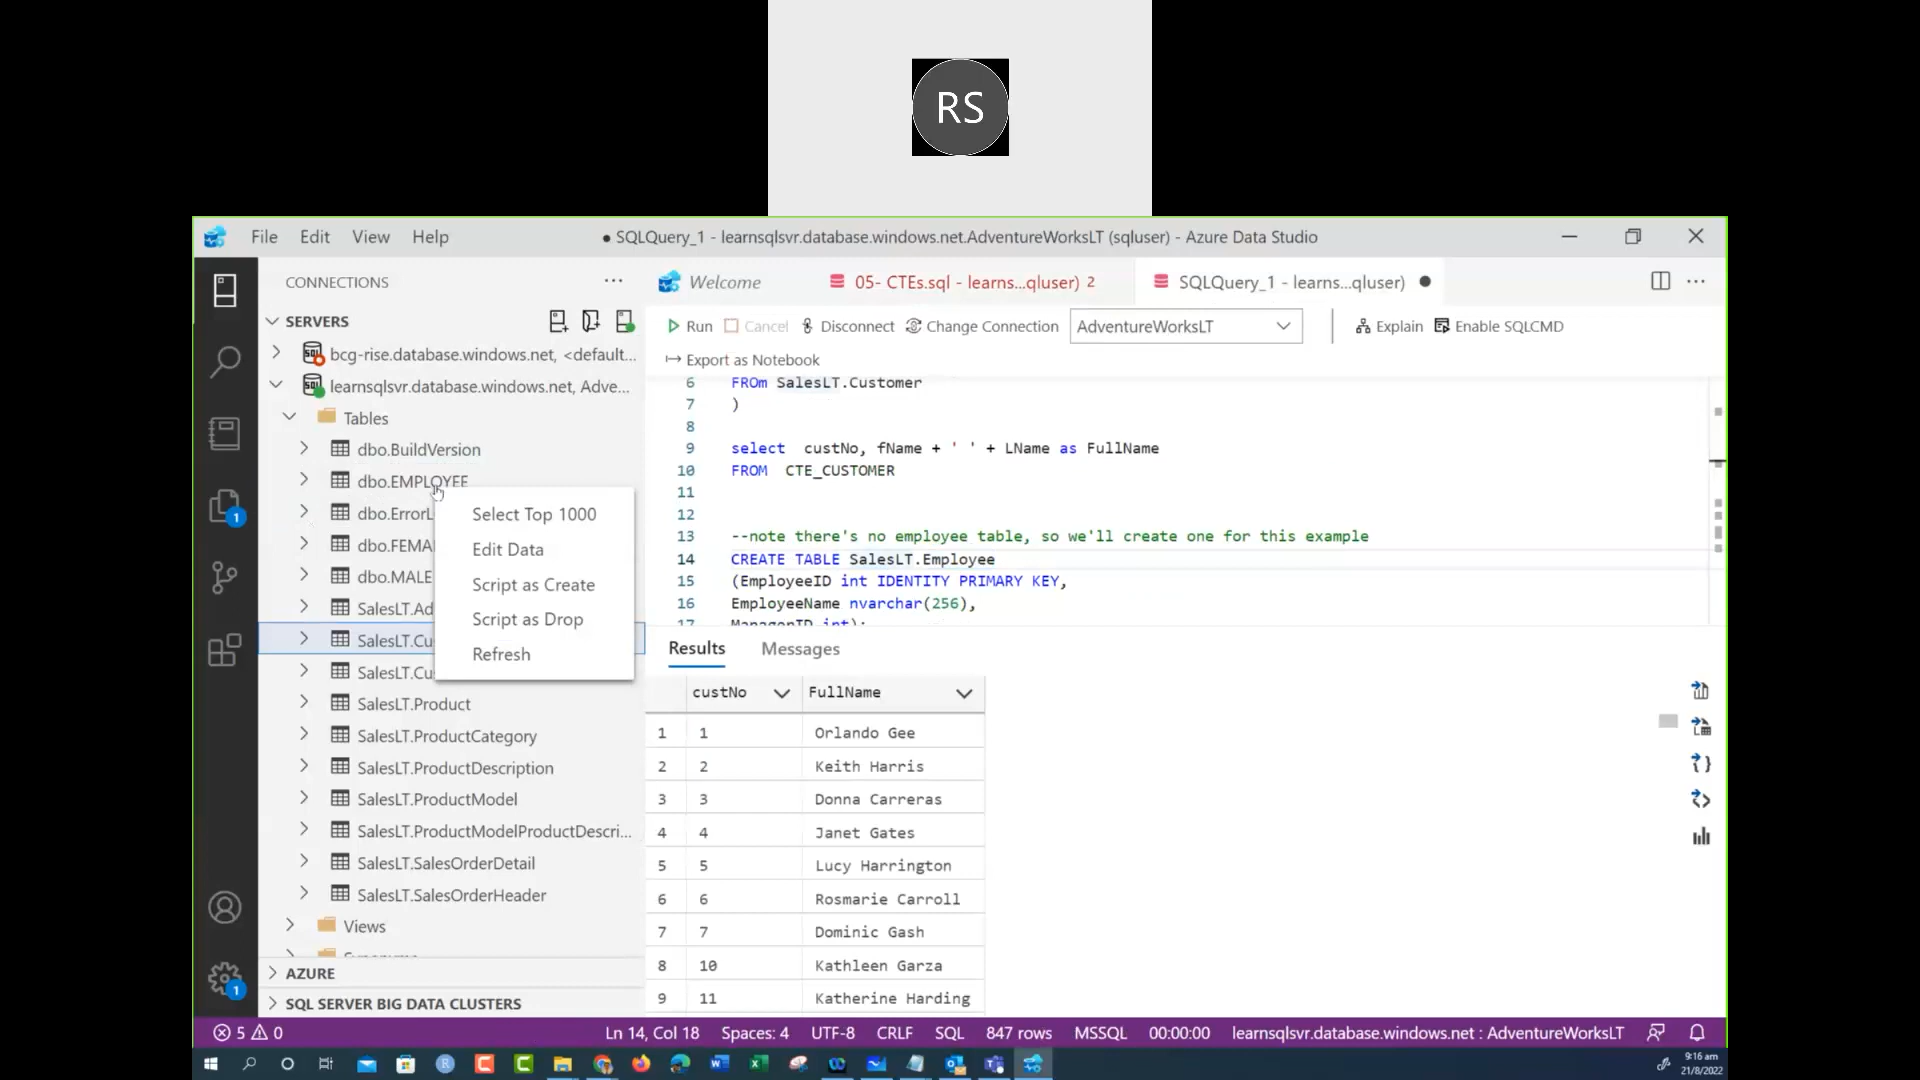 RS
File Edit View Help
● SQLQuery_1 - learnsqlsvr.database.windows.net.AdventureWorksLT (sqluser) - Azure Data Studio
CONNECTIONS
Welcome
05- CTEs.sql - learns...qluser) 2
SQLQuery_1 - learns...qluser) ●
SERVERS
Run Cancel Disconnect Change Connection AdventureWorksLT Explain Enable SQLCMD
Export as Notebook
bcg-rise.database.windows.net, <default...
learnsqlsvr.database.windows.net, Adve...
Tables
dbo.BuildVersion
dbo.EMPLOYEE
dbo.ErrorL
dbo.FEMA
dbo.MALE
SalesLT.Ad
SalesLT.Cu
SalesLT.Cu
SalesLT.Product
SalesLT.ProductCategory
SalesLT.ProductDescription
SalesLT.ProductModel
SalesLT.ProductModelProductDescri...
SalesLT.SalesOrderDetail
SalesLT.SalesOrderHeader
Views
AZURE
SQL SERVER BIG DATA CLUSTERS
1
1
Select Top 1000
Edit Data
Script as Create
Script as Drop
Refresh
6 FROm SalesLT.Customer
7 )
8
9 select custNo, fName + ' ' + LName as FullName
10 FROM CTE_CUSTOMER
11
12
13 --note there's no employee table, so we'll create one for this example
14 CREATE TABLE SalesLT.Employee
15 (EmployeeID int IDENTITY PRIMARY KEY,
16 EmployeeName nvarchar(256),
17 ManagerID int);
Results Messages
custNo FullName
1 1 Orlando Gee
2 2 Keith Harris
3 3 Donna Carreras
4 4 Janet Gates
5 5 Lucy Harrington
6 6 Rosmarie Carroll
7 7 Dominic Gash
8 10 Kathleen Garza
9 11 Katherine Harding
5 0 Ln 14, Col 18 Spaces: 4 UTF-8 CRLF SQL 847 rows MSSQL 00:00:00 learnsqlsvr.database.windows.net : AdventureWorksLT
9:16 am
21/8/2022